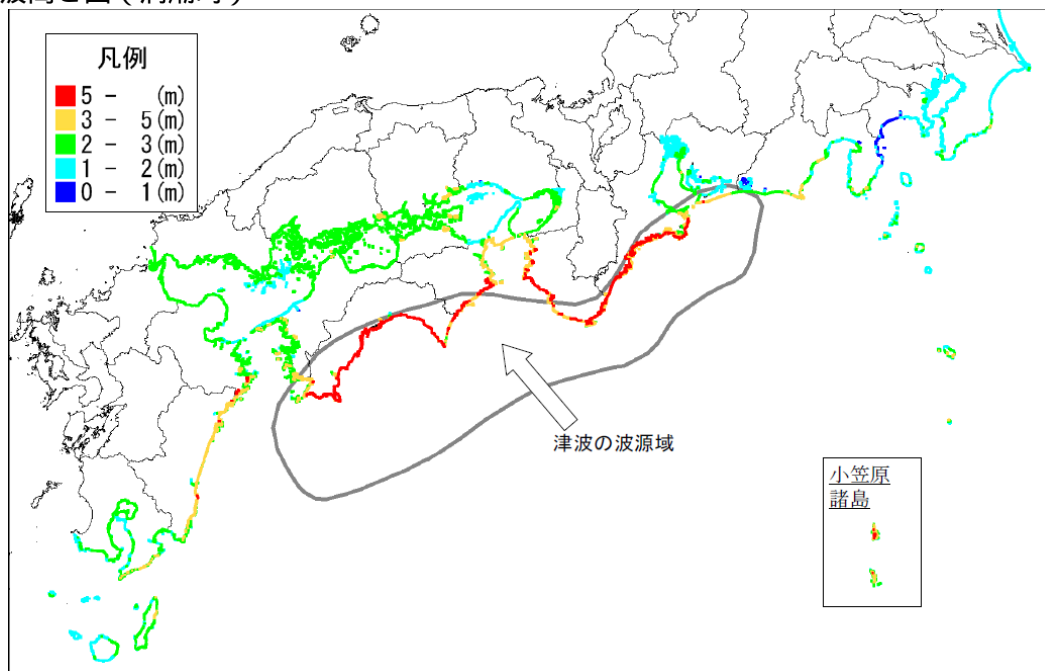 凡例
5 -   (m)
3 - 5(m)
2 - 3(m)
1 - 2(m)
0 - 1(m)
津波の波源域
小笠原
諸島